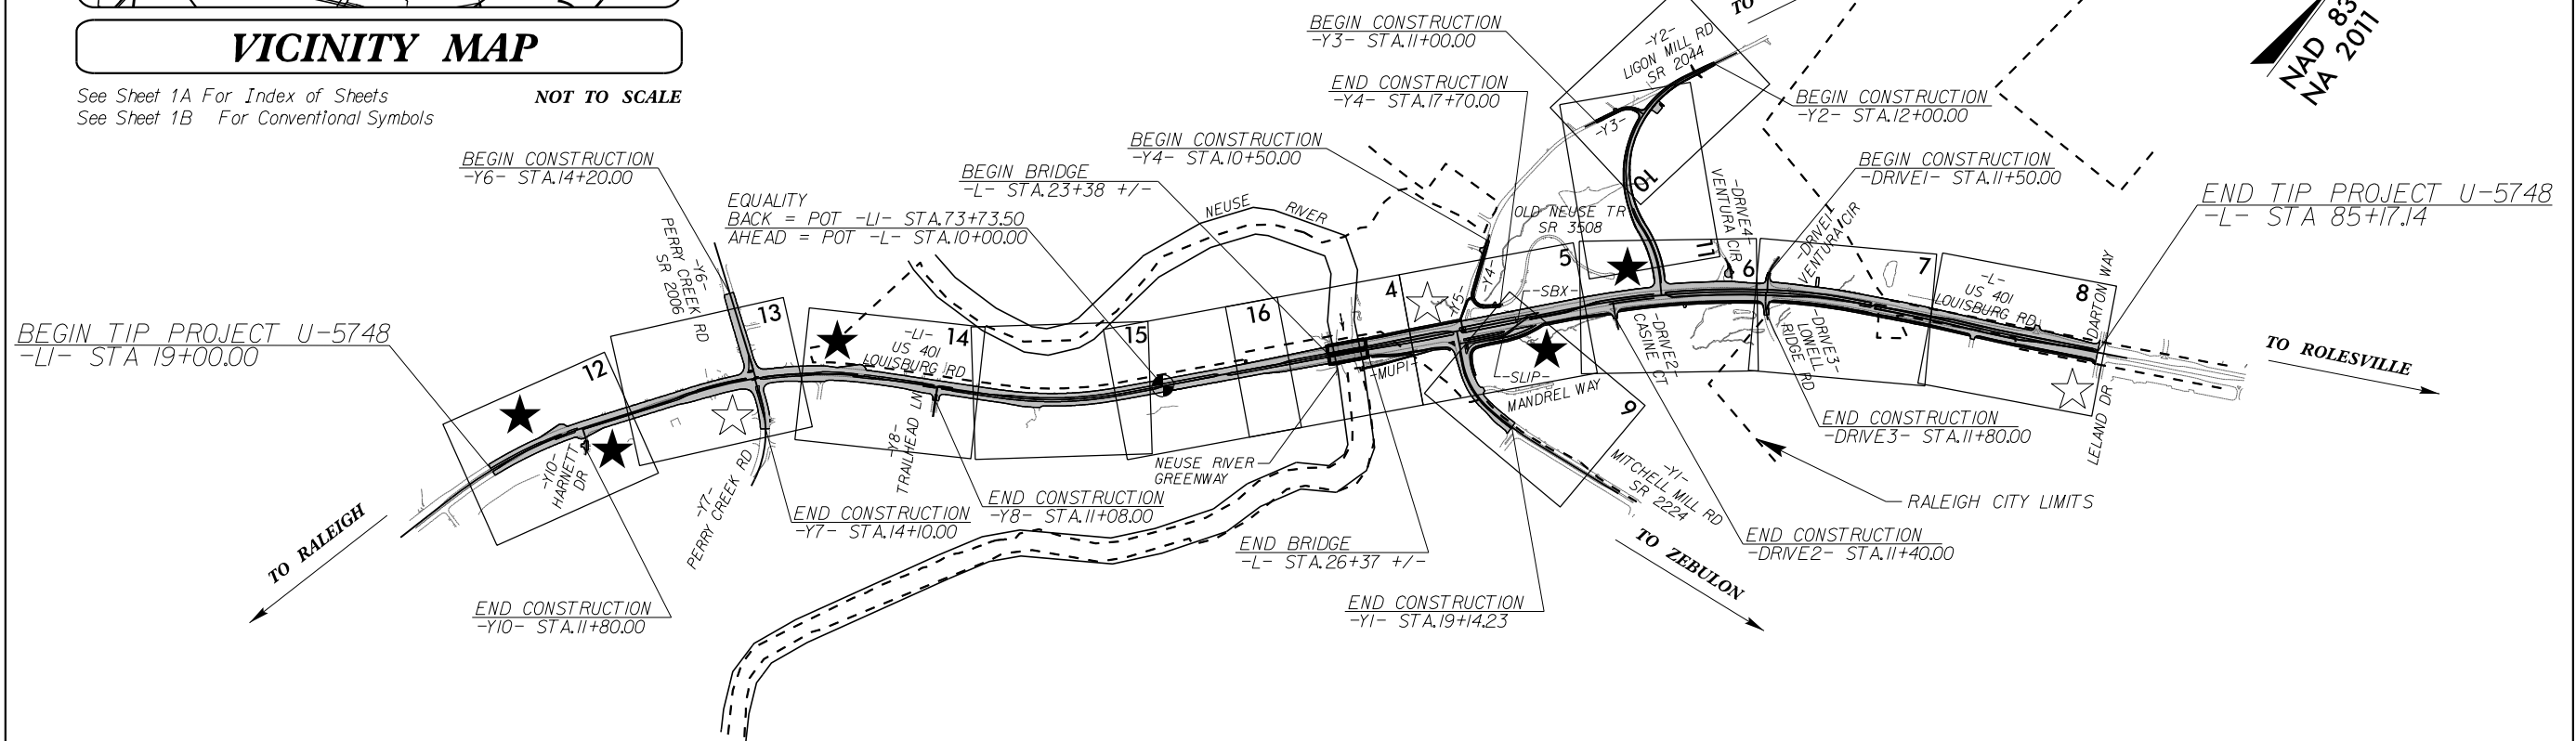 VICINITY MAP
See Sheet 1A For Index of Sheets
NOT TO SCALE
See Sheet 1B For Conventional Symbols
BEGIN CONSTRUCTION
-Y6- STA.14+20.00
EQUALITY
BACK = POT -L1- STA.73+73.50
AHEAD = POT -L- STA.10+00.00
BEGIN BRIDGE
-L- STA.23+38 +/-
BEGIN CONSTRUCTION
-Y4- STA.10+50.00
END CONSTRUCTION
-Y4- STA.17+70.00
BEGIN CONSTRUCTION
-Y3- STA.11+00.00
TO
-Y2-
LIGON MILL RD
SR 2044
BEGIN CONSTRUCTION
-Y2- STA.12+00.00
BEGIN CONSTRUCTION
-DRIVE1- STA.11+50.00
NAD 83
NA 2011
END TIP PROJECT U-5748
-L- STA 85+17.14
BEGIN TIP PROJECT U-5748
-L1- STA 19+00.00
-Y6-
PERRY CREEK RD
SR 2006
NEUSE RIVER
-Y3-
10
OLD NEUSE TR
SR 3508
-DRIVE4-
VENTURA CIR
-DRIVE1-
VENTURA CIR
12
13
14
15
16
4
5
11
6
7
8
9
-L1-
US 401
LOUISBURG RD
-Y4-
-Y5-
-SBX-
-MUP1-
-SLIP-
MANDREL WAY
-DRIVE2-
CASINE CT
-DRIVE3-
LOWELL
RIDGE RD
-L-
US 401
LOUISBURG RD
DARTON WAY
LELAND DR
TO ROLESVILLE
-Y10-
HARNETT
DR
-Y7-
PERRY CREEK RD
-Y8-
TRAILHEAD LN
NEUSE RIVER
GREENWAY
-Y1-
MITCHELL MILL RD
SR 2224
END CONSTRUCTION
-DRIVE3- STA.11+80.00
RALEIGH CITY LIMITS
END CONSTRUCTION
-Y8- STA.11+08.00
END CONSTRUCTION
-Y7- STA.14+10.00
END BRIDGE
-L- STA.26+37 +/-
END CONSTRUCTION
-DRIVE2- STA.11+40.00
TO RALEIGH
TO ZEBULON
END CONSTRUCTION
-Y10- STA.11+80.00
END CONSTRUCTION
-Y1- STA.19+14.23